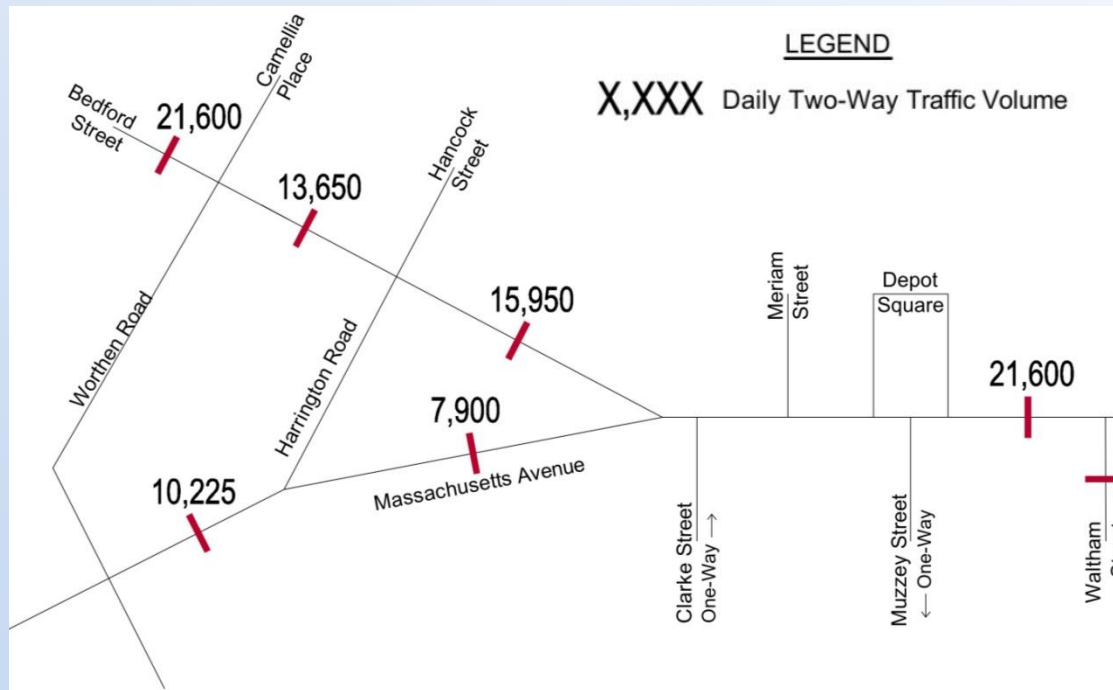 LEGEND
X,XXX Daily Two-Way Traffic Volume
Camellia
Place
Bedford
Street
21,600
13,650
Hancock
Street
15,950
Meriam
Street
Depot
Square
21,600
Worthen Road
Harrington Road
7,900
Massachusetts Avenue
10,225
Clarke Street
One-Way →
Muzzey Street
← One-Way
Waltham